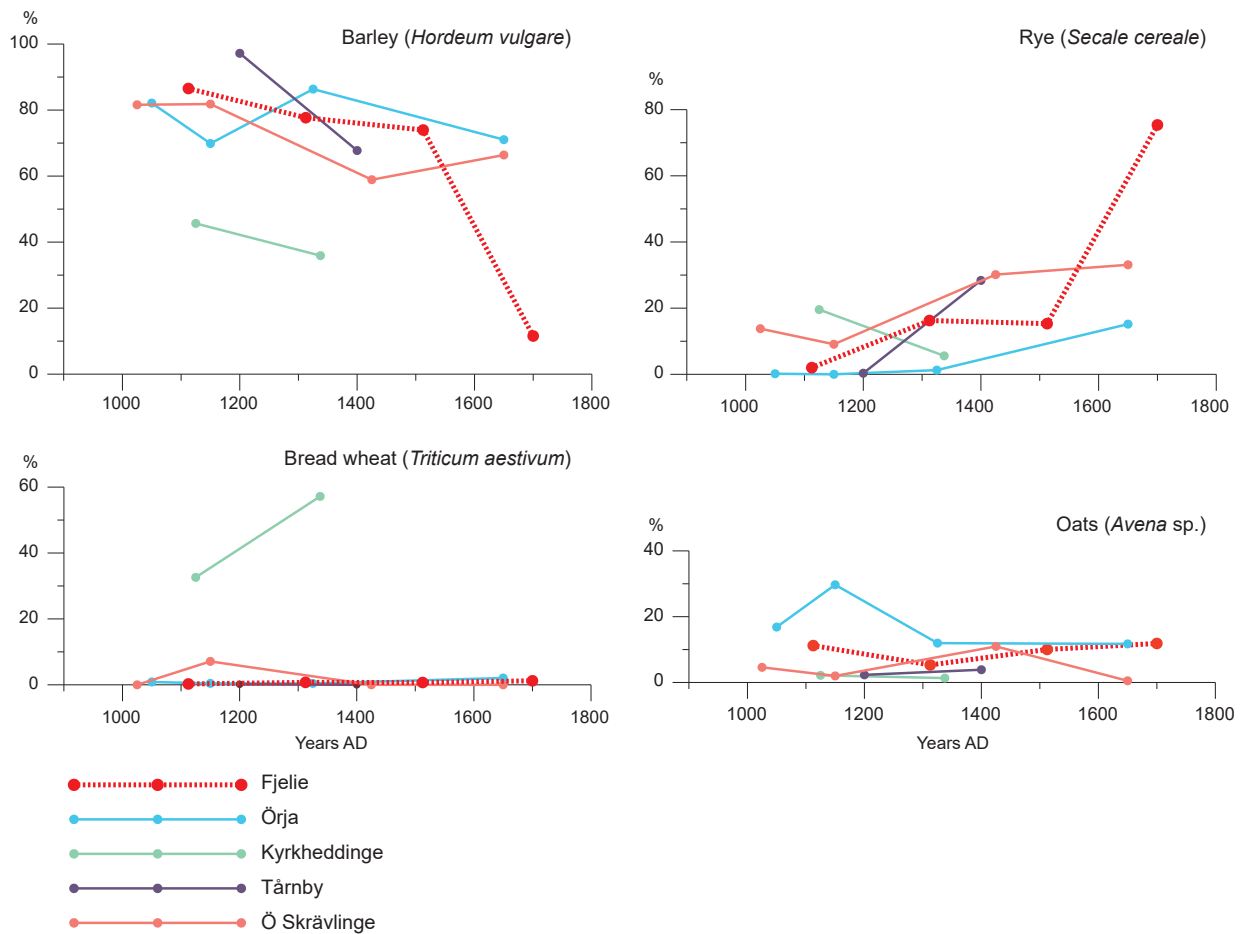 %
Barley (Hordeum vulgare)
100
80
60
40
20
0
1000 1200 1400 1600 1800
Rye (Secale cereale)
%
80
60
40
20
0
1000 1200 1400 1600 1800
%
Bread wheat (Triticum aestivum)
60
40
20
0
1000 1200 1400 1600 1800
Years AD
%
Oats (Avena sp.)
40
20
0
1000 1200 1400 1600 1800
Years AD
Fjelie
Örja
Kyrkheddinge
Tårnby
Ö Skrävlinge